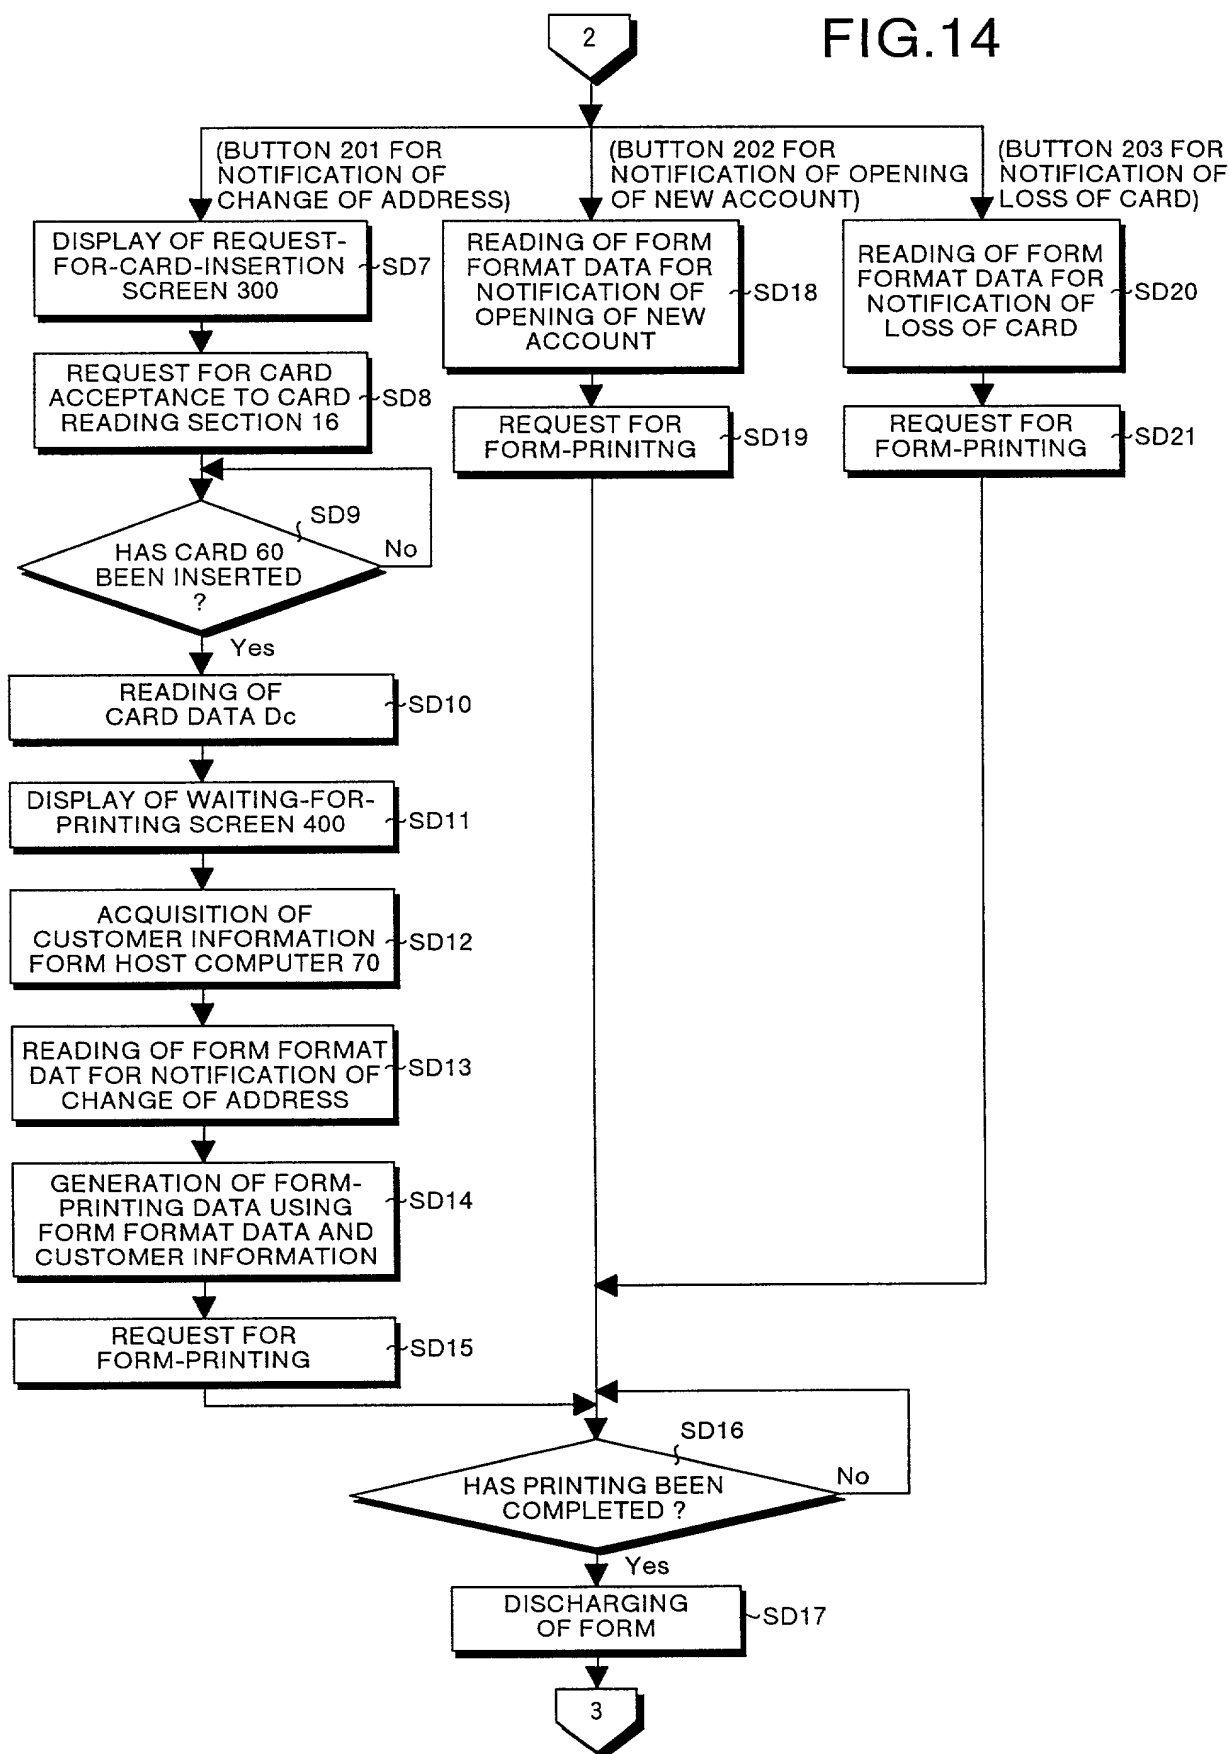 FIG.14
2
(BUTTON 201 FOR
NOTIFICATION OF
CHANGE OF ADDRESS)
(BUTTON 202 FOR
NOTIFICATION OF OPENING
OF NEW ACCOUNT)
(BUTTON 203 FOR
NOTIFICATION OF
LOSS OF CARD)
DISPLAY OF REQUEST-
FOR-CARD-INSERTION
SCREEN 300
SD7
REQUEST FOR CARD
ACCEPTANCE TO CARD
READING SECTION 16
SD8
SD9
HAS CARD 60
BEEN INSERTED
?
No
Yes
READING OF
CARD DATA Dc
SD10
DISPLAY OF WAITING-FOR-
PRINTING SCREEN 400
SD11
ACQUISITION OF
CUSTOMER INFORMATION
FORM HOST COMPUTER 70
SD12
READING OF FORM FORMAT
DAT FOR NOTIFICATION OF
CHANGE OF ADDRESS
SD13
GENERATION OF FORM-
PRINTING DATA USING
FORM FORMAT DATA AND
CUSTOMER INFORMATION
SD14
REQUEST FOR
FORM-PRINTING
SD15
READING OF FORM
FORMAT DATA FOR
NOTIFICATION OF
OPENING OF NEW
ACCOUNT
SD18
REQUEST FOR
FORM-PRINITNG
SD19
READING OF FORM
FORMAT DATA FOR
NOTIFICATION OF
LOSS OF CARD
SD20
REQUEST FOR
FORM-PRINTING
SD21
SD16
HAS PRINTING BEEN
COMPLETED ?
No
Yes
DISCHARGING
OF FORM
SD17
3